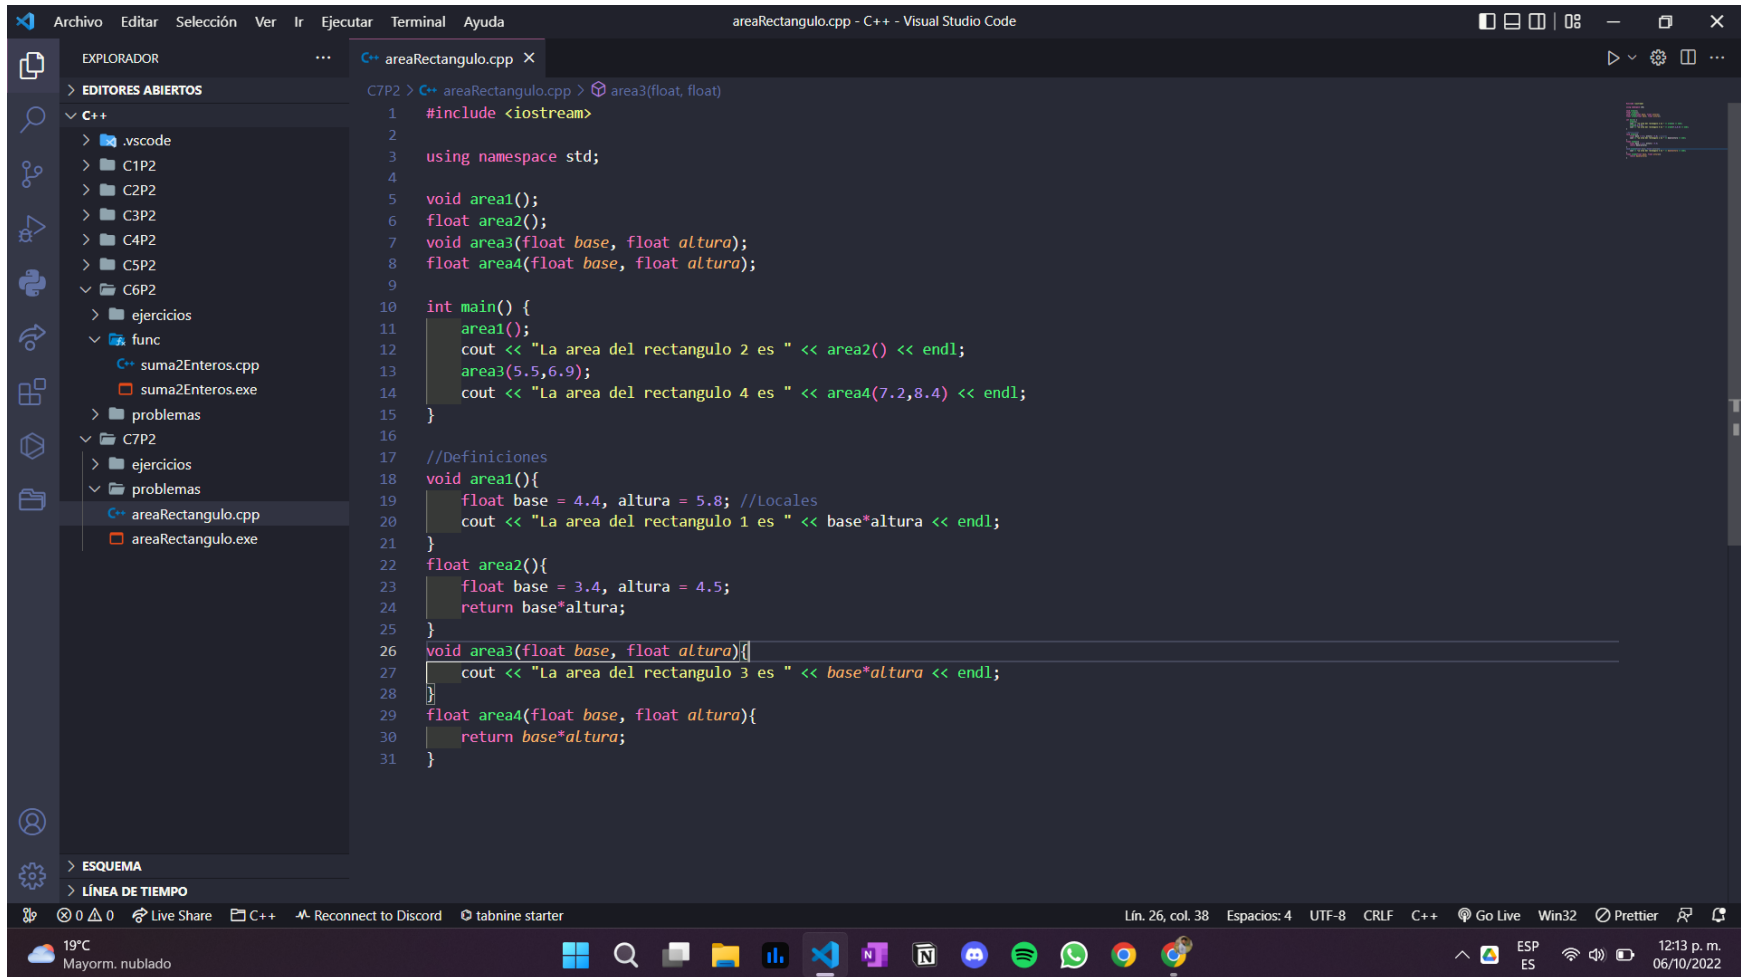 Archivo Editar Selección Ver Ir Ejecutar Terminal Ayuda
areaRectangulo.cpp - C++ - Visual Studio Code
EXPLORADOR
EDITORES ABIERTOS
C++
.vscode
C1P2
C2P2
C3P2
C4P2
C5P2
C6P2
ejercicios
func
suma2Enteros.cpp
suma2Enteros.exe
problemas
C7P2
ejercicios
problemas
areaRectangulo.cpp
areaRectangulo.exe
ESQUEMA
LÍNEA DE TIEMPO
areaRectangulo.cpp
C7P2 > areaRectangulo.cpp > area3(float, float)
1 #include <iostream>
2
3 using namespace std;
4
5 void area1();
6 float area2();
7 void area3(float base, float altura);
8 float area4(float base, float altura);
9
10 int main() {
11 area1();
12 cout << "La area del rectangulo 2 es " << area2() << endl;
13 area3(5.5,6.9);
14 cout << "La area del rectangulo 4 es " << area4(7.2,8.4) << endl;
15 }
16
17 //Definiciones
18 void area1(){
19 float base = 4.4, altura = 5.8; //Locales
20 cout << "La area del rectangulo 1 es " << base*altura << endl;
21 }
22 float area2(){
23 float base = 3.4, altura = 4.5;
24 return base*altura;
25 }
26 void area3(float base, float altura){
27 cout << "La area del rectangulo 3 es " << base*altura << endl;
28 }
29 float area4(float base, float altura){
30 return base*altura;
31 }
0 0 Live Share C++ Reconnect to Discord tabnine starter
Lín. 26, col. 38 Espacios: 4 UTF-8 CRLF C++ Go Live Win32 Prettier
19°C
Mayorm. nublado
ESP
ES
12:13 p. m.
06/10/2022